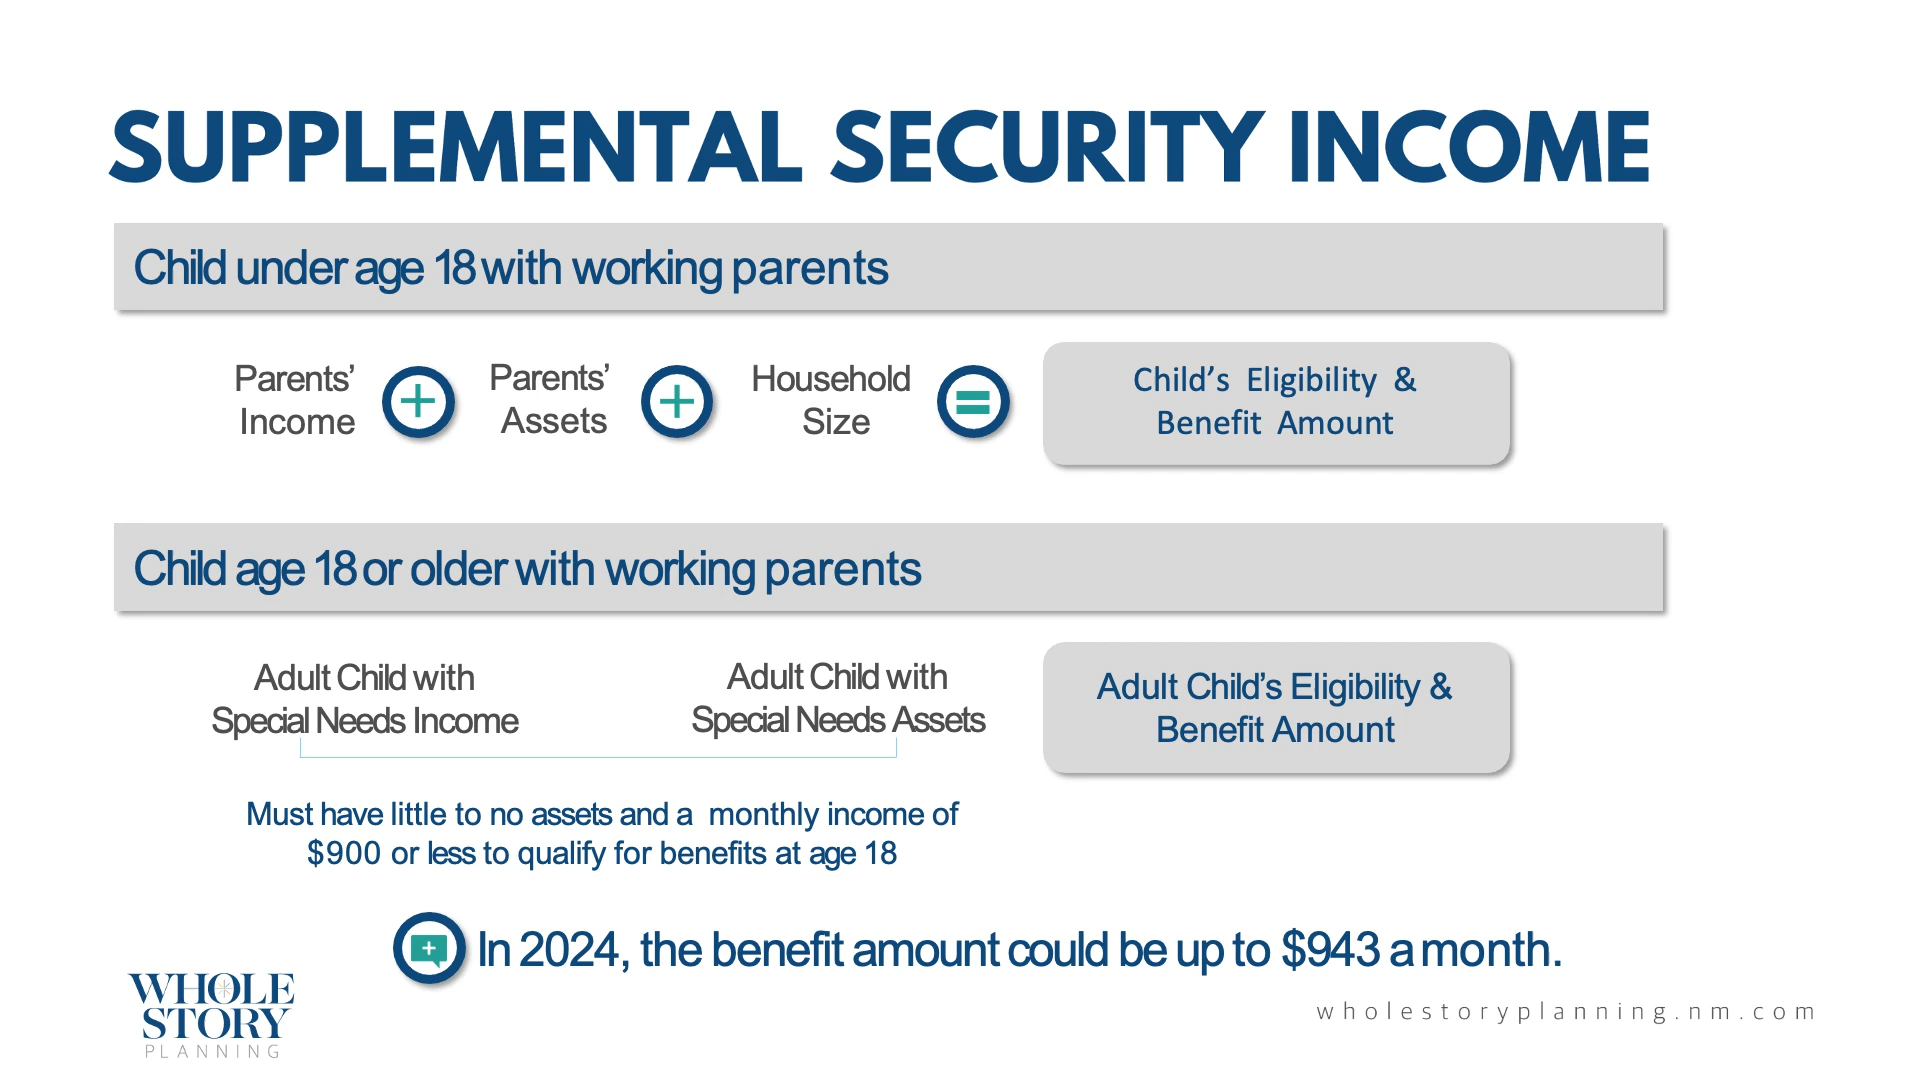 SUPPLEMENTAL SECURITY INCOME
Child under age 18 with working parents
Parents’
Income
+
Parents’
Assets
+
Household
Size
=
Child’s Eligibility &
Benefit Amount
Child age 18 or older with working parents
Adult Child with
Special Needs Income
Adult Child with
Special Needs Assets
Adult Child’s Eligibility &
Benefit Amount
Must have little to no assets and a monthly income of
$900 or less to qualify for benefits at age 18
In 2024, the benefit amount could be up to $943 a month.
WHOLE
STORY
PLANNING
wholestoryplanning.nm.com